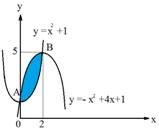 y
y = x² + 1
5
B
A
y = - x² + 4x + 1
0
2
x